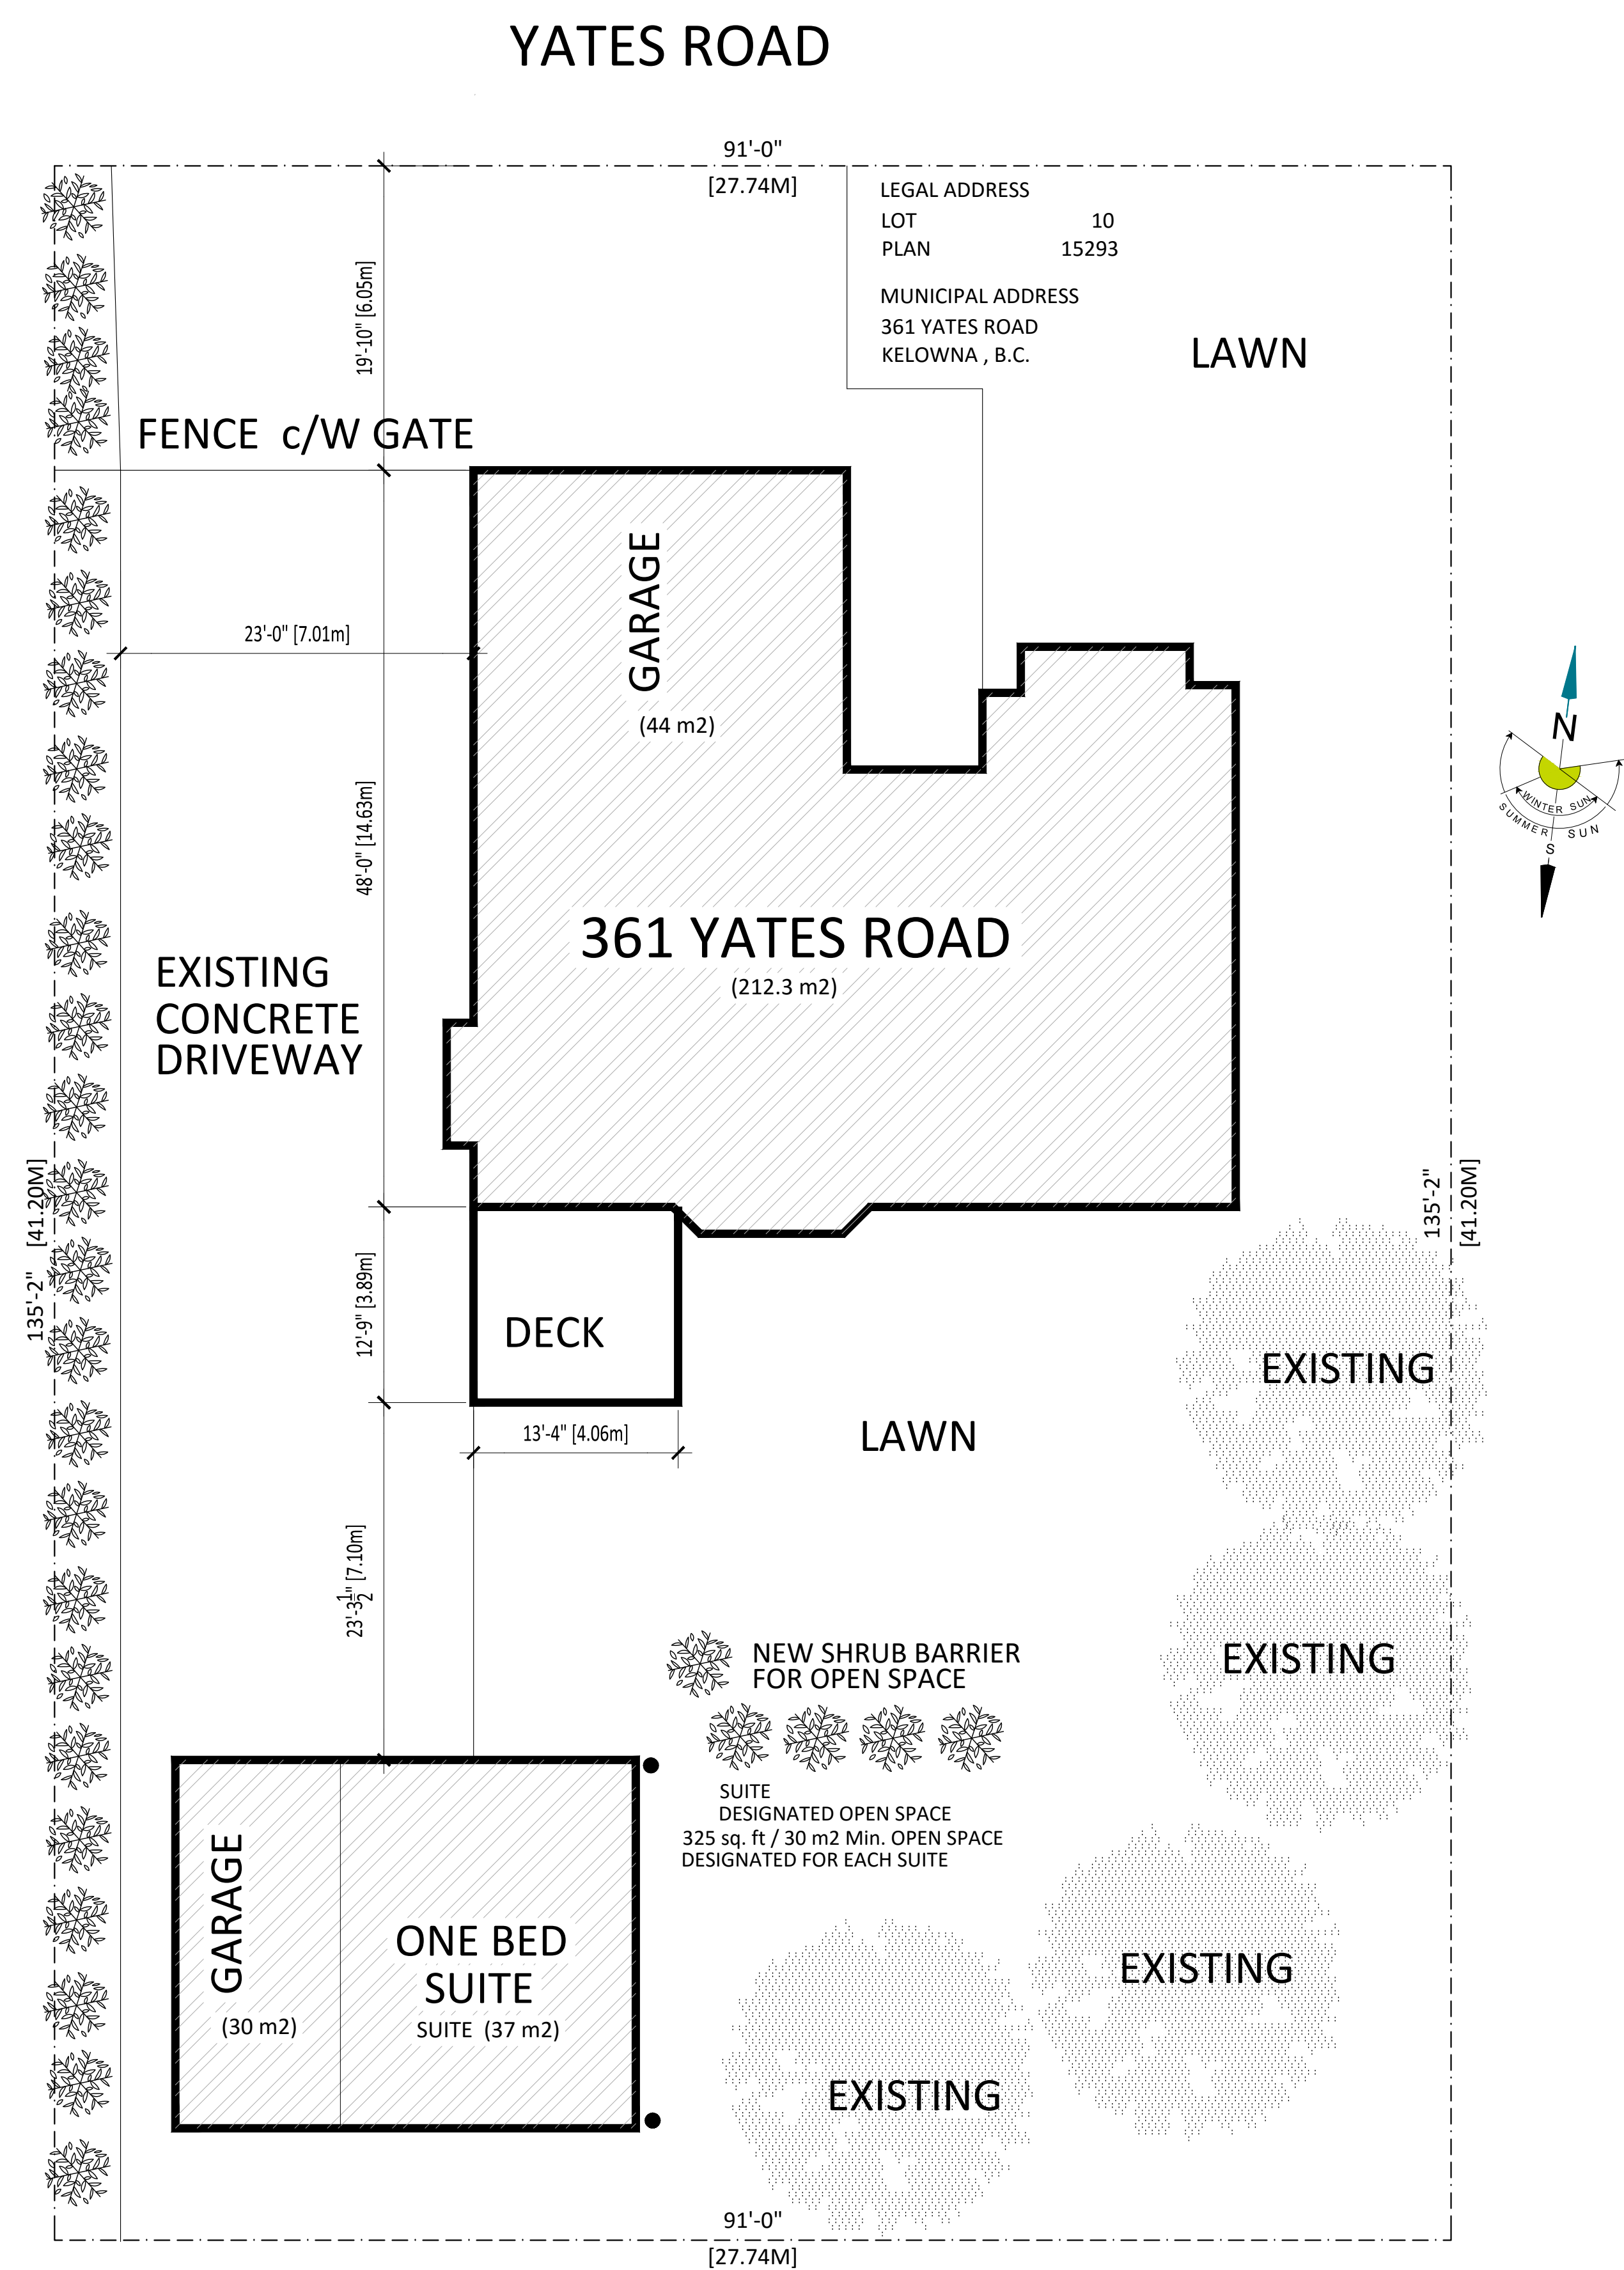 YATES ROAD
91'-0"
[27.74M]
LEGAL ADDRESS
LOT 10
PLAN 15293
MUNICIPAL ADDRESS
361 YATES ROAD
KELOWNA , B.C.
LAWN
19'-10" [6.05m]
FENCE c/W GATE
GARAGE
(44 m2)
23'-0" [7.01m]
N
WINTER SUN
SUMMER SUN
S
48'-0" [14.63m]
361 YATES ROAD
(212.3 m2)
EXISTING
CONCRETE
DRIVEWAY
135'-2"
[41.20M]
135'-2"
[41.20M]
12'-9" [3.89m]
DECK
13'-4" [4.06m]
LAWN
EXISTING
23'-3 1/2" [7.10m]
NEW SHRUB BARRIER
FOR OPEN SPACE
EXISTING
SUITE
DESIGNATED OPEN SPACE
325 sq. ft / 30 m2 Min. OPEN SPACE
DESIGNATED FOR EACH SUITE
GARAGE
(30 m2)
ONE BED
SUITE
SUITE (37 m2)
EXISTING
EXISTING
91'-0"
[27.74M]